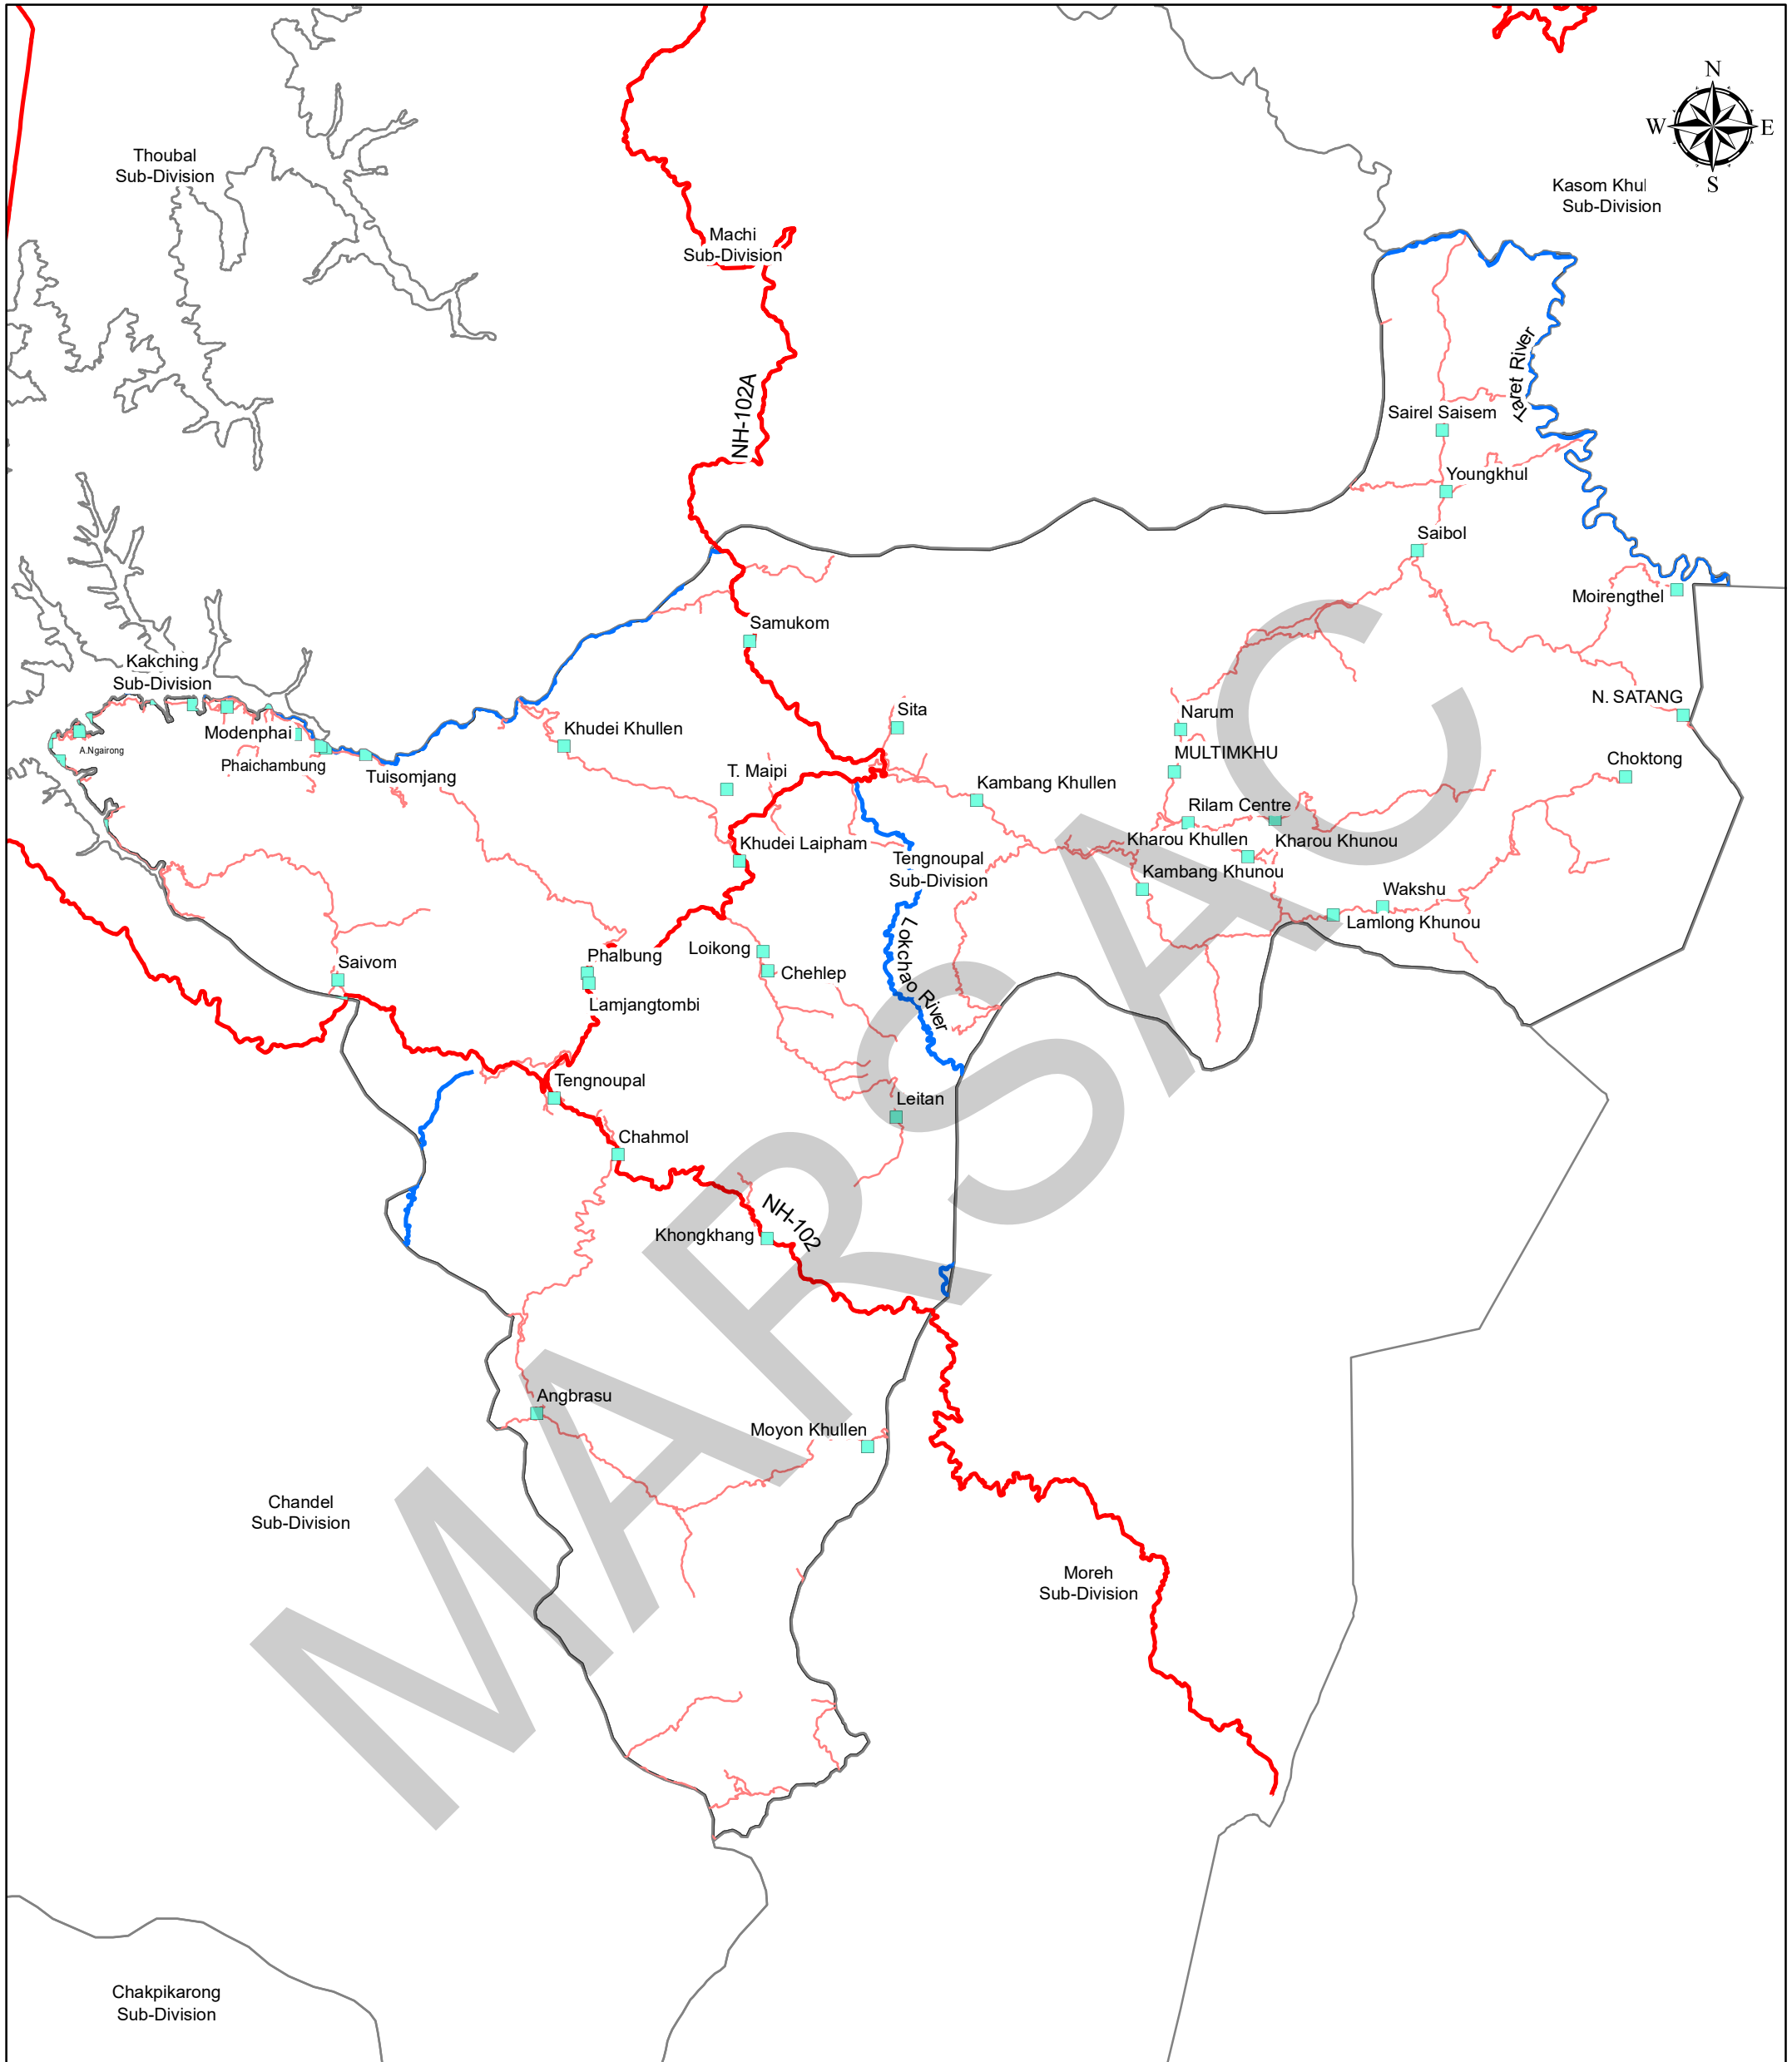 N
W
E
S
Thoubal
Sub-Division
Kasom Khul
Sub-Division
Machi
Sub-Division
Taret River
NH-102A
Sairel Saisem
Youngkhul
Saibol
Moirengthel
Samukom
Kakching
Sub-Division
N. SATANG
Sita
Narum
Khudei Khullen
Modenphai
A.Ngairong
MULTIMKHU
Choktong
Phaichambung
Tuisomjang
T. Maipi
Kambang Khullen
Rilam Centre
Khudei Laipham
Kharou Khullen
Kharou Khunou
Tengnoupal
Sub-Division
Kambang Khunou
Wakshu
Lamlong Khunou
Loikong
Phalbung
Saivom
Chehlep
Lokchao River
Lamjangtombi
Tengnoupal
Leitan
Chahmol
NH-102
Khongkhang
Angbrasu
Moyon Khullen
Chandel
Sub-Division
Moreh
Sub-Division
Chakpikarong
Sub-Division
MARSAC